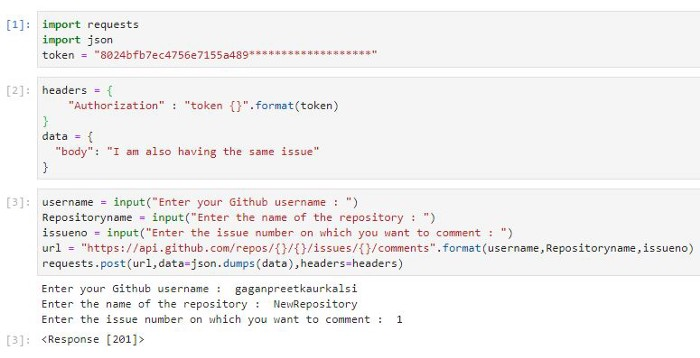 [1]: import requests
import json
token = "8024bfb7ec4756e7155a489*******************"
[2]: headers = {
"Authorization" : "token {}".format(token)
}
data = {
"body": "I am also having the same issue"
}
[3]: username = input("Enter your Github username : ")
Repositoryname = input("Enter the name of the repository : ")
issueno = input("Enter the issue number on which you want to comment : ")
url = "https://api.github.com/repos/{}/{}/issues/{}/comments".format(username,Repositoryname,issueno)
requests.post(url,data=json.dumps(data),headers=headers)
Enter your Github username :  gaganpreetkaurkalsi
Enter the name of the repository :  NewRepository
Enter the issue number on which you want to comment :  1
[3]: <Response [201]>